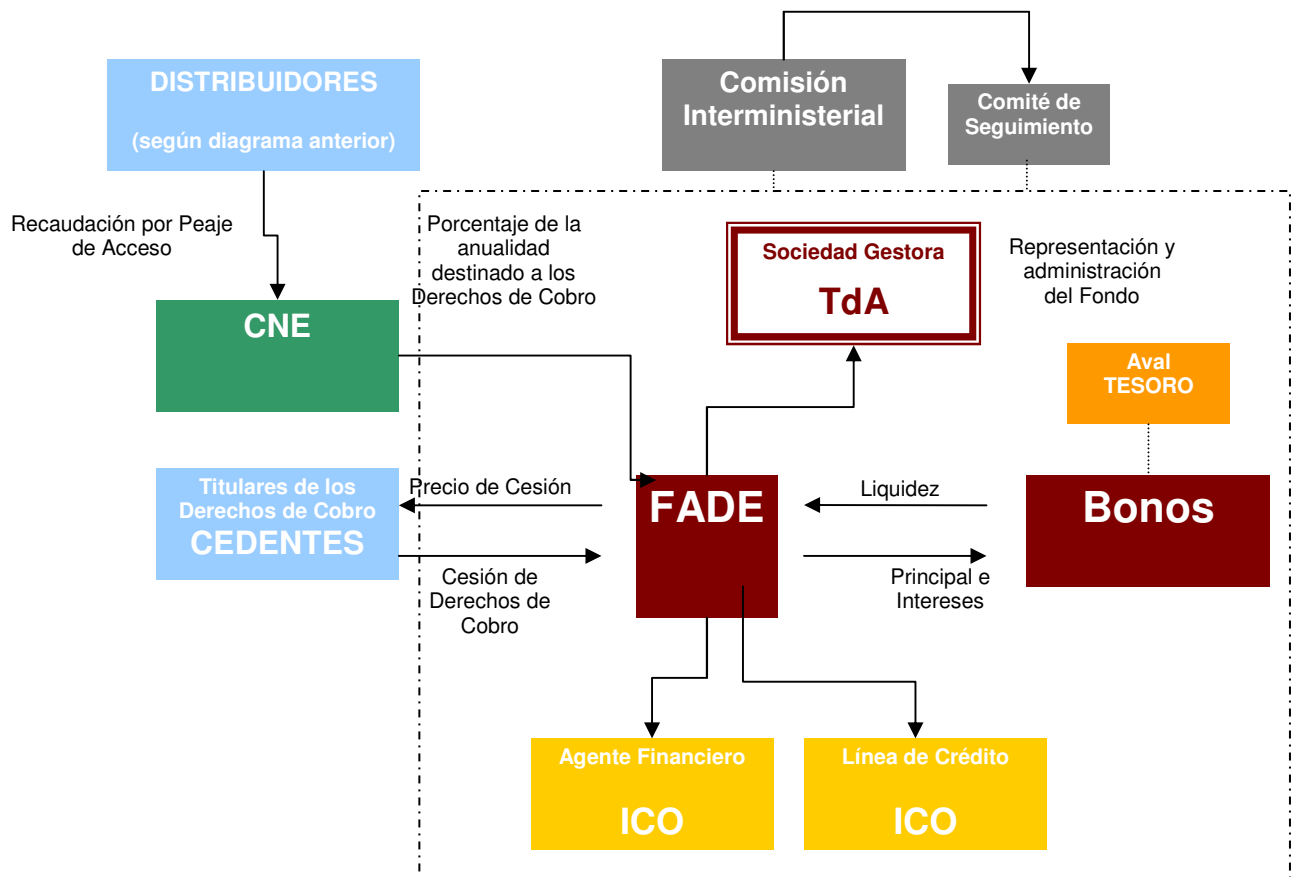 DISTRIBUIDORES
(según diagrama anterior)
Comisión
Interministerial
Comité de
Seguimiento
Recaudación por Peaje
de Acceso
Porcentaje de la
anualidad
destinado a los
Derechos de Cobro
Sociedad Gestora
TdA
Representación y
administración
del Fondo
CNE
Aval
TESORO
Titulares de los
Derechos de Cobro
CEDENTES
Precio de Cesión
Cesión de
Derechos de
Cobro
FADE
Liquidez
Principal e
Intereses
Bonos
Agente Financiero
ICO
Línea de Crédito
ICO